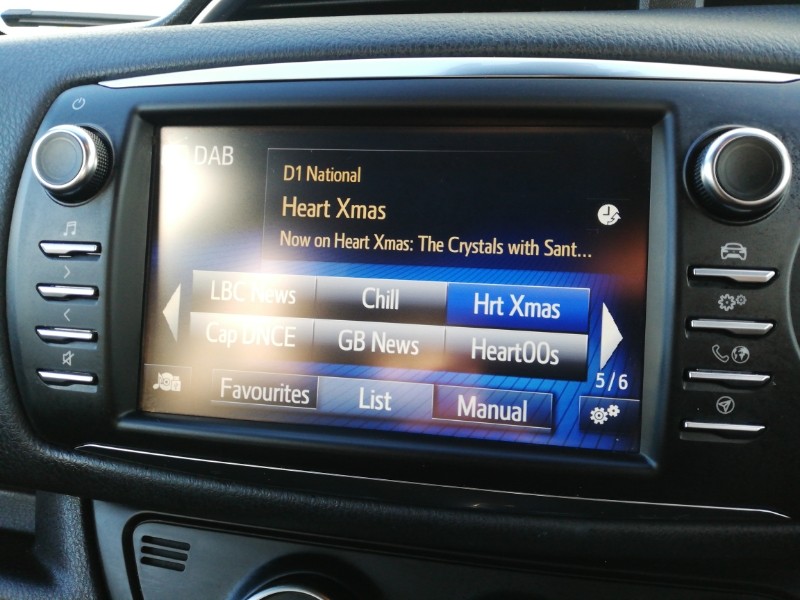 DAB
D1 National
Heart Xmas
Now on Heart Xmas: The Crystals with Sant...
LBC News Chill Hrt Xmas
Cap DNCE GB News Heart00s
5/6
Favourites List Manual